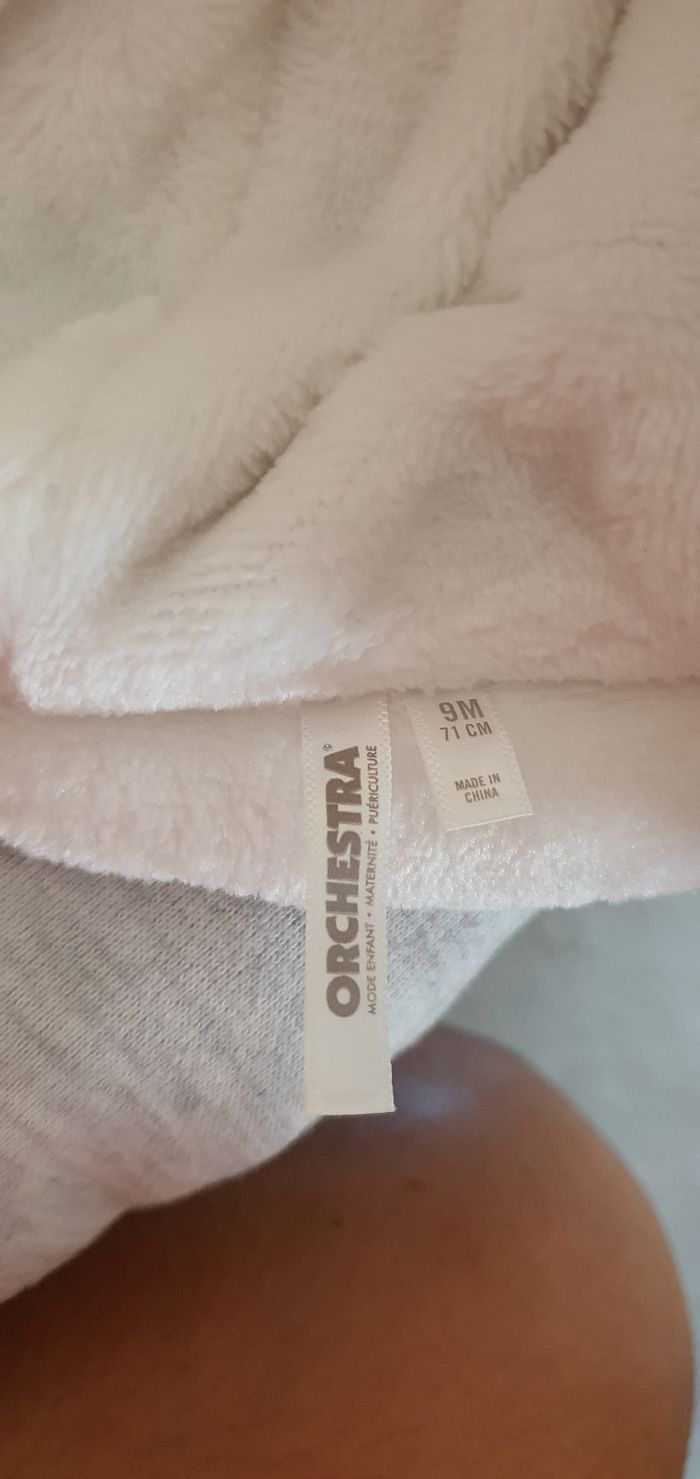 ORCHESTRA®
MODE ENFANT • MATERNITÉ • PUÉRICULTURE
9M
71 CM
MADE IN
CHINA